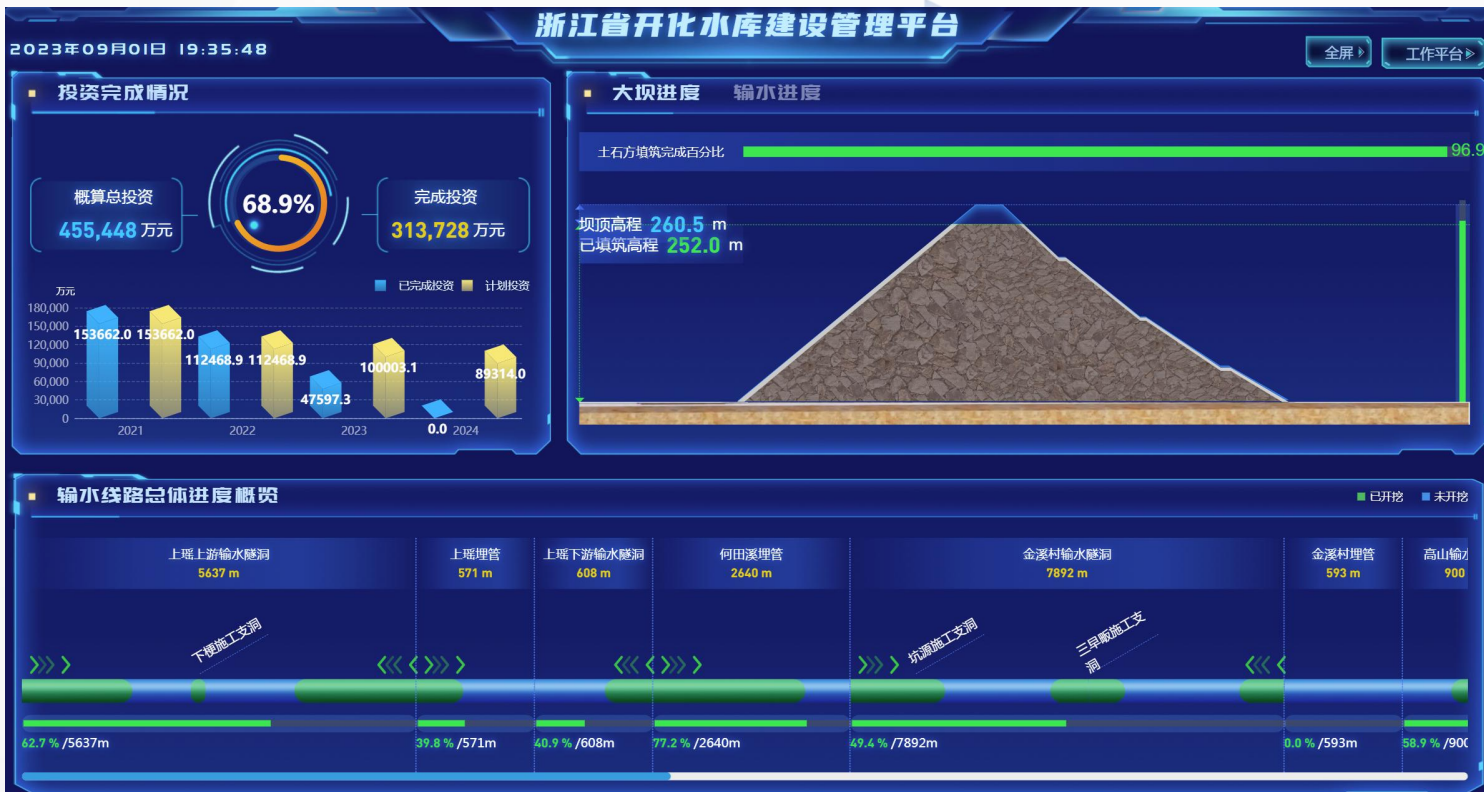 浙江省开化水库建设管理平台
2023年09月01日 19:35:48
全屏
工作平台
投资完成情况
概算总投资
455,448 万元
68.9%
完成投资
313,728 万元
万元
已完成投资 计划投资
180,000
150,000
120,000
90,000
60,000
30,000
0
153662.0 153662.0
112468.9 112468.9
47597.3
100003.1
0.0
89314.0
2021 2022 2023 2024
大坝进度 输水进度
土石方填筑完成百分比 96.9
坝顶高程 260.5 m
已填筑高程 252.0 m
输水线路总体进度概览
已开挖 未开挖
上瑶上游输水隧洞
5637 m
上瑶埋管
571 m
上瑶下游输水隧洞
608 m
何田溪埋管
2640 m
金溪村输水隧洞
7892 m
金溪村埋管
593 m
高山输水
900
下梗施工支洞
坑源施工支洞
三早畈施工支
洞
62.7 % /5637m
39.8 % /571m
40.9 % /608m
77.2 % /2640m
49.4 % /7892m
0.0 % /593m
58.9 % /900